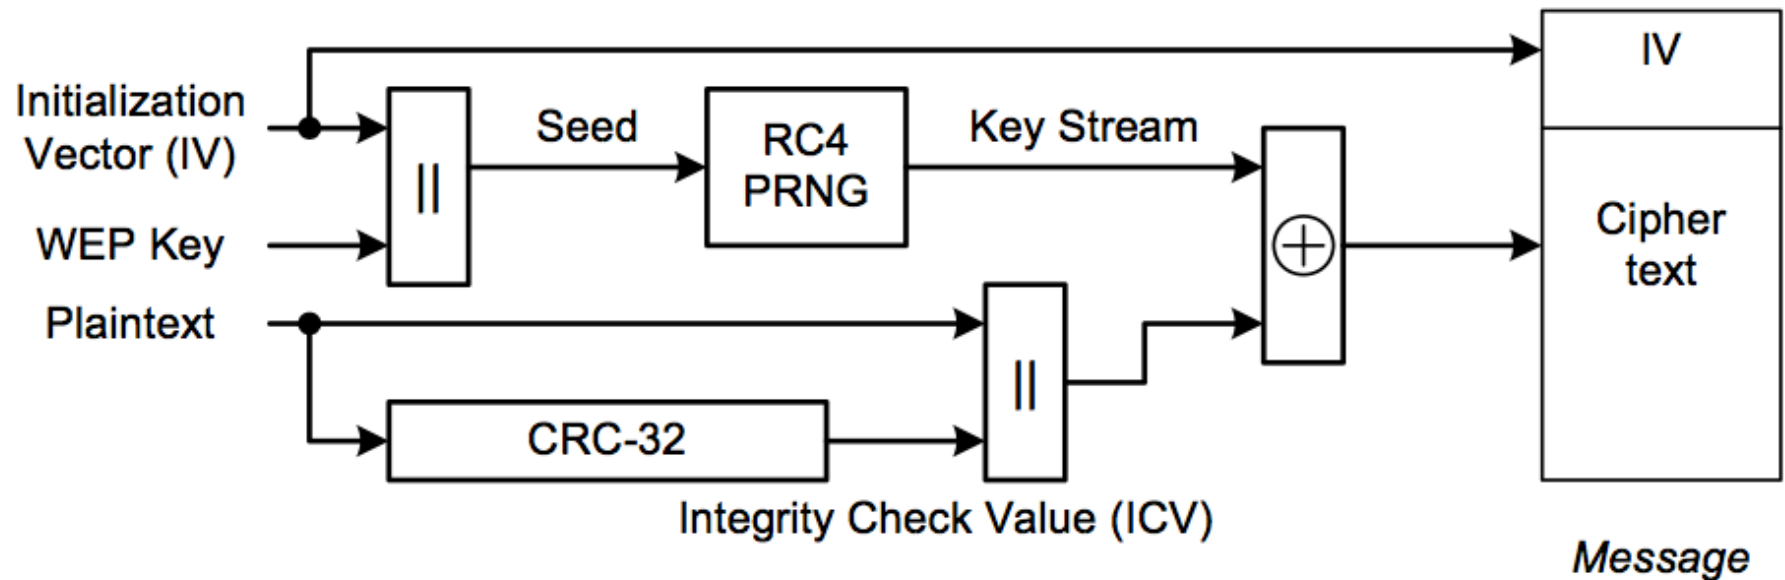 IV
Initialization
Vector (IV)
||
Seed
RC4
PRNG
Key Stream
WEP Key
Cipher
text
Plaintext
||
CRC-32
Integrity Check Value (ICV)
Message